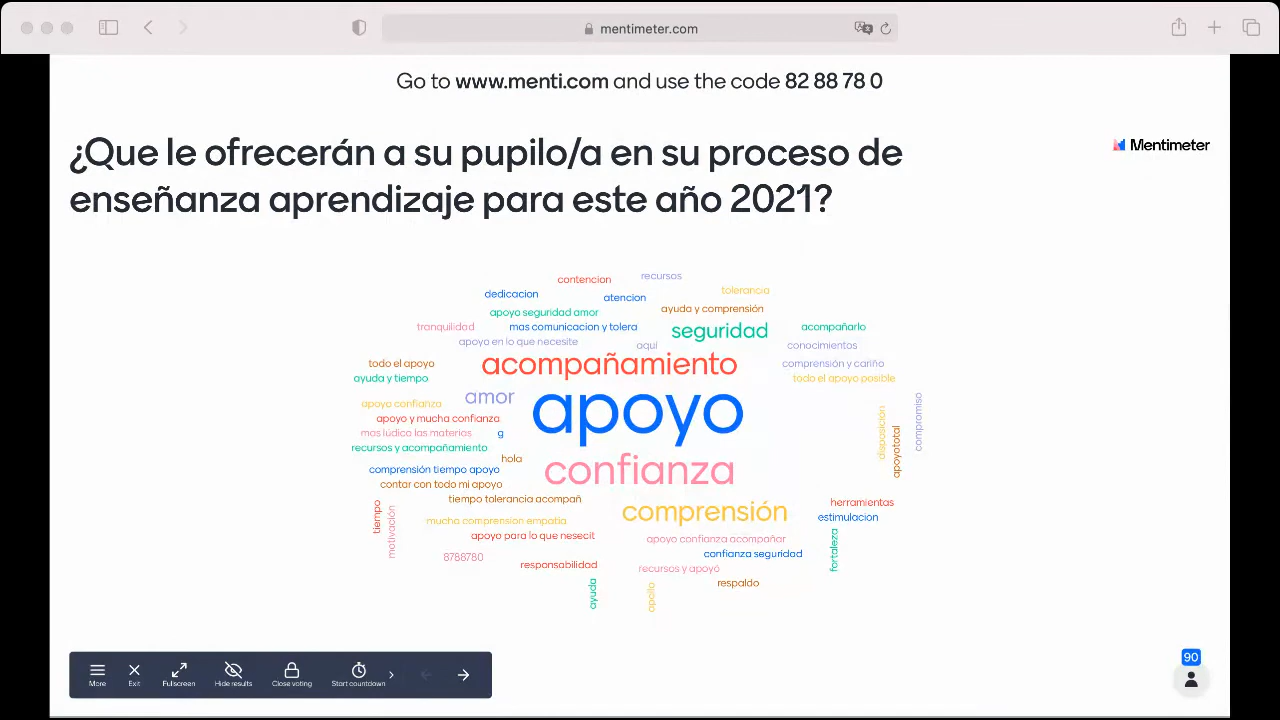 mentimeter.com
Go to www.menti.com and use the code 82 88 78 0
¿Que le ofrecerán a su pupilo/a en su proceso de
enseñanza aprendizaje para este año 2021?
Mentimeter
recursos
contencion
tolerancia
dedicacion
atencion
ayuda y comprensión
apoyo seguridad amor
tranquilidad
mas comunicacion y tolera
seguridad
acompañarlo
apoyo en lo que necesite
aqui
conocimientos
todo el apoyo
acompañamiento
comprensión y cariño
ayuda y tiempo
todo el apoyo posible
amor
apoyo
apoyo confianza
apoyo y mucha confianza
compromiso
mas lúdica las materias
g
disposición
recursos y acompañamiento
apoyototal
hola
comprensión tiempo apoyo
confianza
contar con todo mi apoyo
tiempo tolerancia acompañ
herramientas
tiempo
comprensión
estimulacion
mucha comprension empatia
motivación
apoyo para lo que nesecit
apoyo confianza acompañar
fortaleza
8788780
confianza seguridad
responsabilidad
recursos y apoyó
respaldo
ayuda
apoilo
More
Exit
Fullscreen
Hide results
Close voting
Start countdown
90